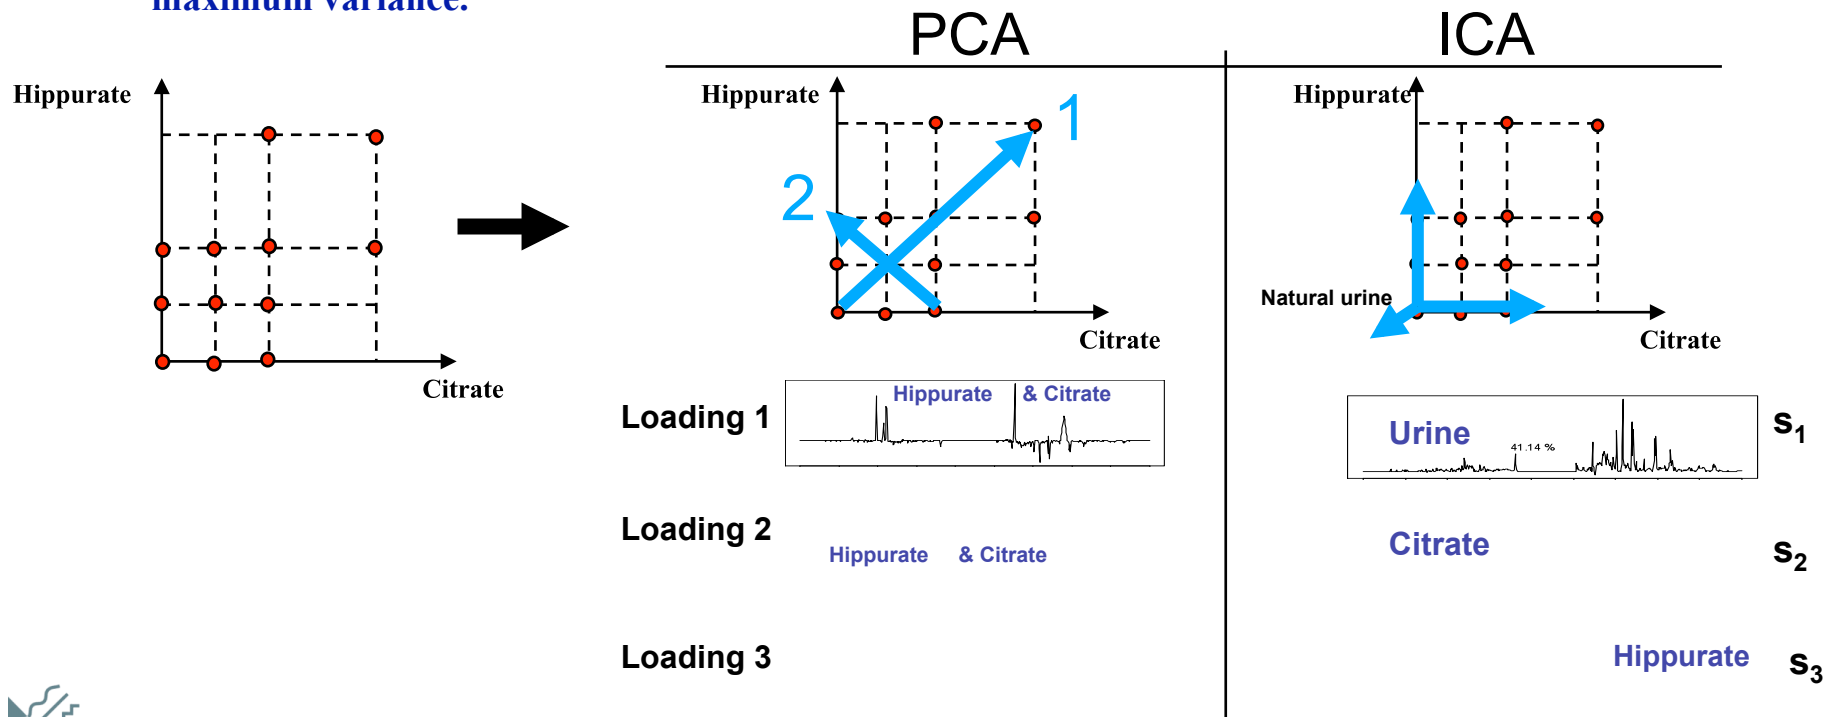 maximum variance.
PCA
ICA
Hippurate
Citrate
Hippurate
1
2
Citrate
Hippurate
Natural urine
Citrate
Loading 1
Hippurate & Citrate
Urine
41.14 %
s1
Loading 2
Hippurate & Citrate
Citrate
s2
Loading 3
Hippurate
s3